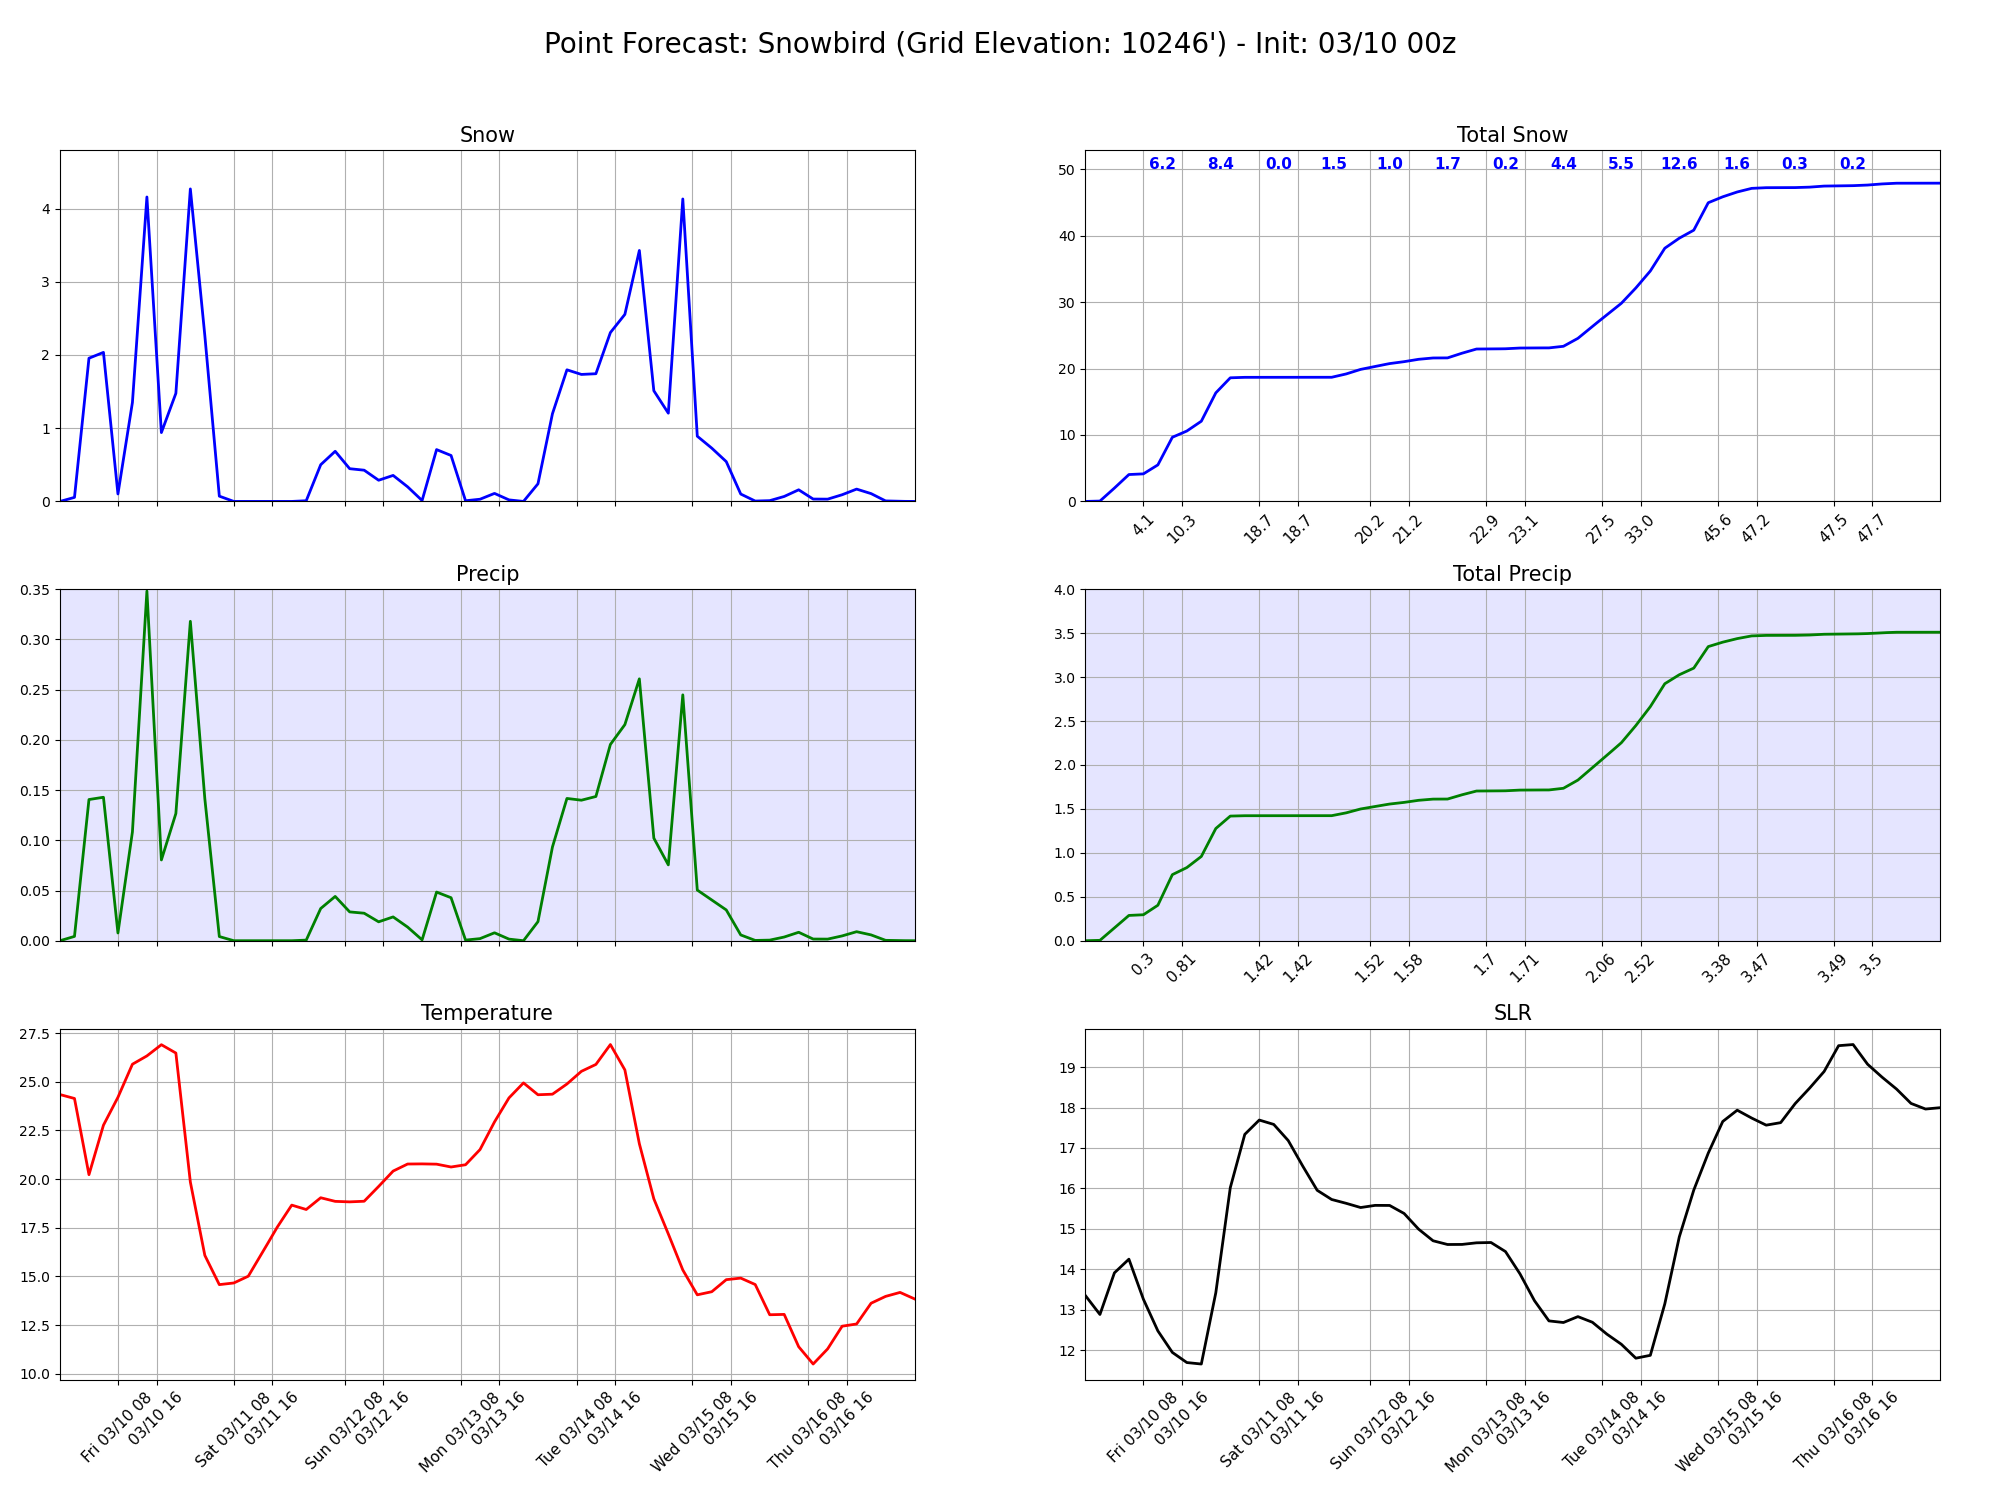 Point Forecast: Snowbird (Grid Elevation: 10246') - Init: 03/10 00z
Snow
4
3
2
1
0
Total Snow
6.2 8.4 0.0 1.5 1.0 1.7 0.2 4.4 5.5 12.6 1.6 0.3 0.2
50
40
30
20
10
0
4.1 10.3 18.7 18.7 20.2 21.2 22.9 23.1 27.5 33.0 45.6 47.2 47.5 47.7
Precip
0.35
0.30
0.25
0.20
0.15
0.10
0.05
0.00
Total Precip
4.0
3.5
3.0
2.5
2.0
1.5
1.0
0.5
0.0
0.3 0.81 1.42 1.42 1.52 1.58 1.7 1.71 2.06 2.52 3.38 3.47 3.49 3.5
Temperature
27.5
25.0
22.5
20.0
17.5
15.0
12.5
10.0
Fri 03/10 08
03/10 16
Sat 03/11 08
03/11 16
Sun 03/12 08
03/12 16
Mon 03/13 08
03/13 16
Tue 03/14 08
03/14 16
Wed 03/15 08
03/15 16
Thu 03/16 08
03/16 16
SLR
19
18
17
16
15
14
13
12
Fri 03/10 08
03/10 16
Sat 03/11 08
03/11 16
Sun 03/12 08
03/12 16
Mon 03/13 08
03/13 16
Tue 03/14 08
03/14 16
Wed 03/15 08
03/15 16
Thu 03/16 08
03/16 16